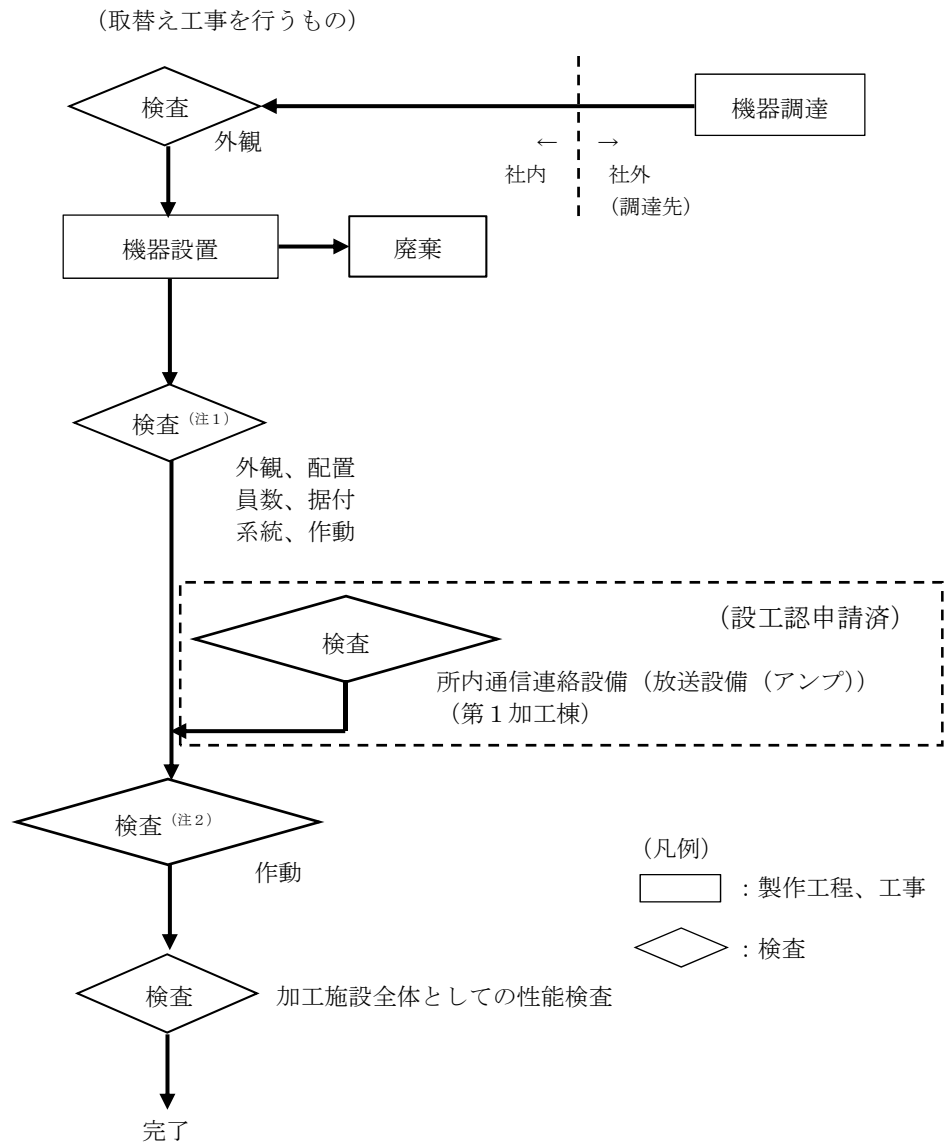 （取替え工事を行うもの）
検査
機器調達
外観
← →
社内 社外
（調達先）
機器設置
廃棄
検査（注１）
外観、配置
員数、据付
系統、作動
（設工認申請済）
検査
所内通信連絡設備（放送設備（アンプ））
（第１加工棟）
検査（注２）
作動
（凡例）
：製作工程、工事
：検査
検査
加工施設全体としての性能検査
完了